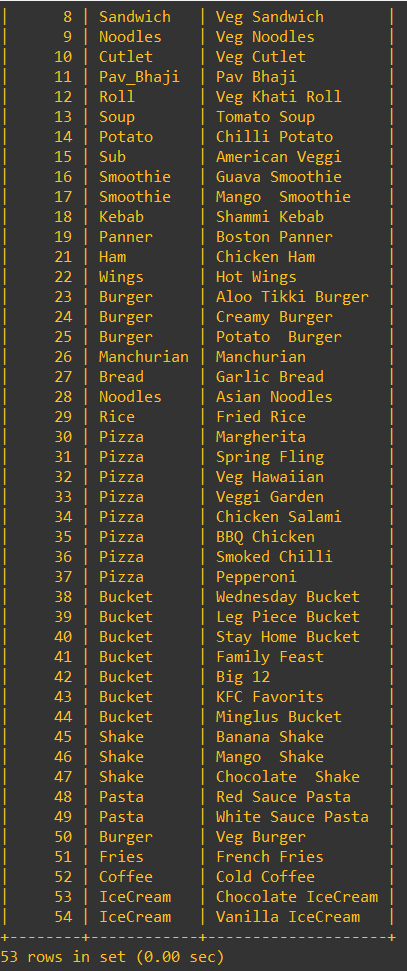 |      8 | Sandwich   | Veg Sandwich       |
|      9 | Noodles    | Veg Noodles        |
|     10 | Cutlet     | Veg Cutlet         |
|     11 | Pav_Bhaji  | Pav Bhaji          |
|     12 | Roll       | Veg Khati Roll     |
|     13 | Soup       | Tomato Soup        |
|     14 | Potato     | Chilli Potato      |
|     15 | Sub        | American Veggi     |
|     16 | Smoothie   | Guava Smoothie     |
|     17 | Smoothie   | Mango  Smoothie    |
|     18 | Kebab      | Shammi Kebab       |
|     19 | Panner     | Boston Panner      |
|     21 | Ham        | Chicken Ham        |
|     22 | Wings      | Hot Wings          |
|     23 | Burger     | Aloo Tikki Burger  |
|     24 | Burger     | Creamy Burger      |
|     25 | Burger     | Potato  Burger     |
|     26 | Manchurian | Manchurian         |
|     27 | Bread      | Garlic Bread       |
|     28 | Noodles    | Asian Noodles      |
|     29 | Rice       | Fried Rice         |
|     30 | Pizza      | Margherita         |
|     31 | Pizza      | Spring Fling       |
|     32 | Pizza      | Veg Hawaiian       |
|     33 | Pizza      | Veggi Garden       |
|     34 | Pizza      | Chicken Salami     |
|     35 | Pizza      | BBQ Chicken        |
|     36 | Pizza      | Smoked Chilli      |
|     37 | Pizza      | Pepperoni          |
|     38 | Bucket     | Wednesday Bucket   |
|     39 | Bucket     | Leg Piece Bucket   |
|     40 | Bucket     | Stay Home Bucket   |
|     41 | Bucket     | Family Feast       |
|     42 | Bucket     | Big 12             |
|     43 | Bucket     | KFC Favorits       |
|     44 | Bucket     | Minglus Bucket     |
|     45 | Shake      | Banana Shake       |
|     46 | Shake      | Mango  Shake       |
|     47 | Shake      | Chocolate  Shake   |
|     48 | Pasta      | Red Sauce Pasta    |
|     49 | Pasta      | White Sauce Pasta  |
|     50 | Burger     | Veg Burger         |
|     51 | Fries      | French Fries       |
|     52 | Coffee     | Cold Coffee        |
|     53 | IceCream   | Chocolate IceCream |
|     54 | IceCream   | Vanilla IceCream   |
+--------+------------+--------------------+
53 rows in set (0.00 sec)